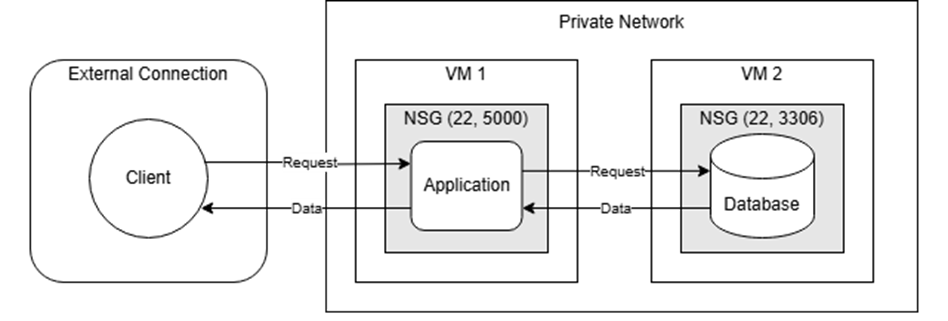 Private Network
External Connection
VM 1
VM 2
NSG (22, 5000)
NSG (22, 3306)
Client
Request
Application
Request
Database
Data
Data